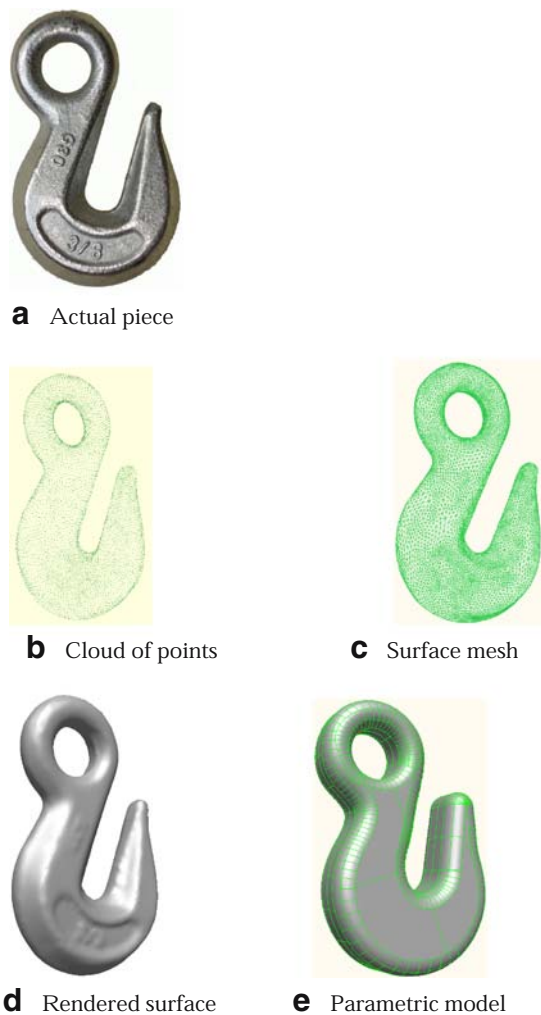 G80
3/8
a Actual piece
b Cloud of points
c Surface mesh
d Rendered surface
e Parametric model